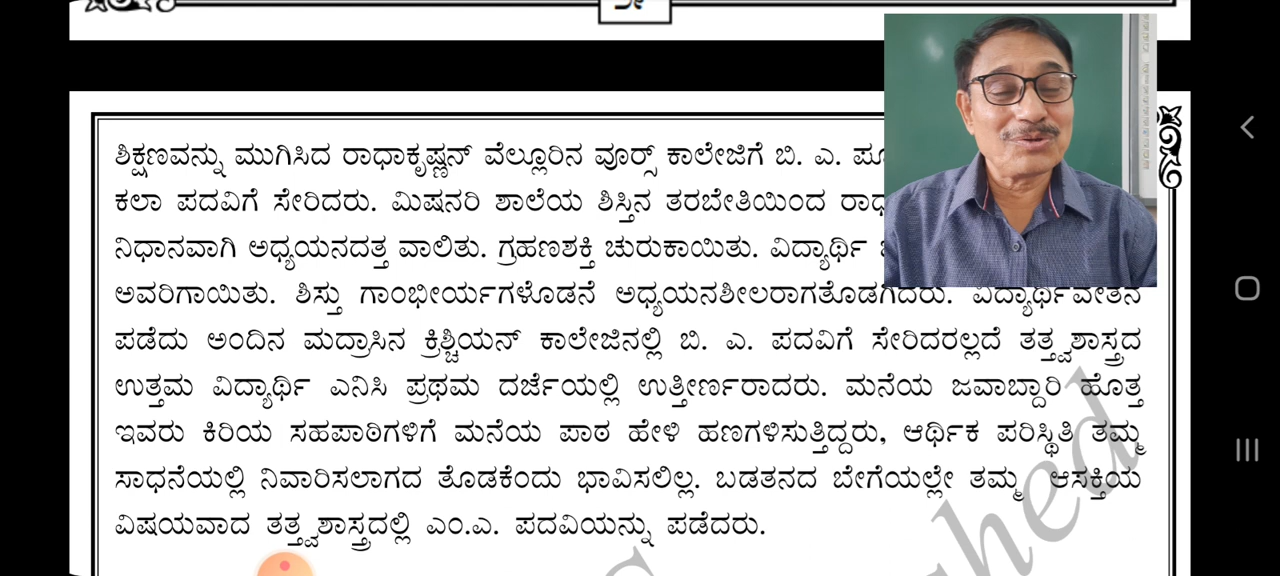 ಶಿಕ್ಷಣವನ್ನು ಮುಗಿಸಿದ ರಾಧಾಕೃಷ್ಣನ್ ವೆಲ್ಲೂರಿನ ವೂರ್ಸ್ ಕಾಲೇಜಿಗೆ ಬಿ. ಎ.
ಕಲಾ ಪದವಿಗೆ ಸೇರಿದರು. ಮಿಷನರಿ ಶಾಲೆಯ ಶಿಸ್ತಿನ ತರಬೇತಿಯಿಂದ
ನಿಧಾನವಾಗಿ ಅಧ್ಯಯನದತ್ತ ವಾಲಿತು. ಗ್ರಹಣಶಕ್ತಿ ಚುರುಕಾಯಿತು. ವಿದ್ಯಾರ್ಥಿ
ಅವರಿಗಾಯಿತು. ಶಿಸ್ತು ಗಾಂಭೀರ್ಯಗಳೊಡನೆ ಅಧ್ಯಯನಶೀಲರಾಗತೊಡಗಿದರು. ವಿದ್ಯಾರ್ಥಿವೇತನ
ಪಡೆದು ಅಂದಿನ ಮದ್ರಾಸಿನ ಕ್ರಿಶ್ಚಿಯನ್ ಕಾಲೇಜಿನಲ್ಲಿ ಬಿ. ಎ. ಪದವಿಗೆ ಸೇರಿದರಲ್ಲದೆ ತತ್ತ್ವಶಾಸ್ತ್ರದ
ಉತ್ತಮ ವಿದ್ಯಾರ್ಥಿ ಎನಿಸಿ ಪ್ರಥಮ ದರ್ಜೆಯಲ್ಲಿ ಉತ್ತೀರ್ಣರಾದರು. ಮನೆಯ ಜವಾಬ್ದಾರಿ ಹೊತ್ತ
ಇವರು ಕಿರಿಯ ಸಹಪಾಠಿಗಳಿಗೆ ಮನೆಯ ಪಾಠ ಹೇಳಿ ಹಣಗಳಿಸುತ್ತಿದ್ದರು, ಆರ್ಥಿಕ ಪರಿಸ್ಥಿತಿ ತಮ್ಮ
ಸಾಧನೆಯಲ್ಲಿ ನಿವಾರಿಸಲಾಗದ ತೊಡಕೆಂದು ಭಾವಿಸಲಿಲ್ಲ. ಬಡತನದ ಬೇಗೆಯಲ್ಲೇ ತಮ್ಮ ಆಸಕ್ತಿಯ
ವಿಷಯವಾದ ತತ್ತ್ವಶಾಸ್ತ್ರದಲ್ಲಿ ಎಂ.ಎ. ಪದವಿಯನ್ನು ಪಡೆದರು.